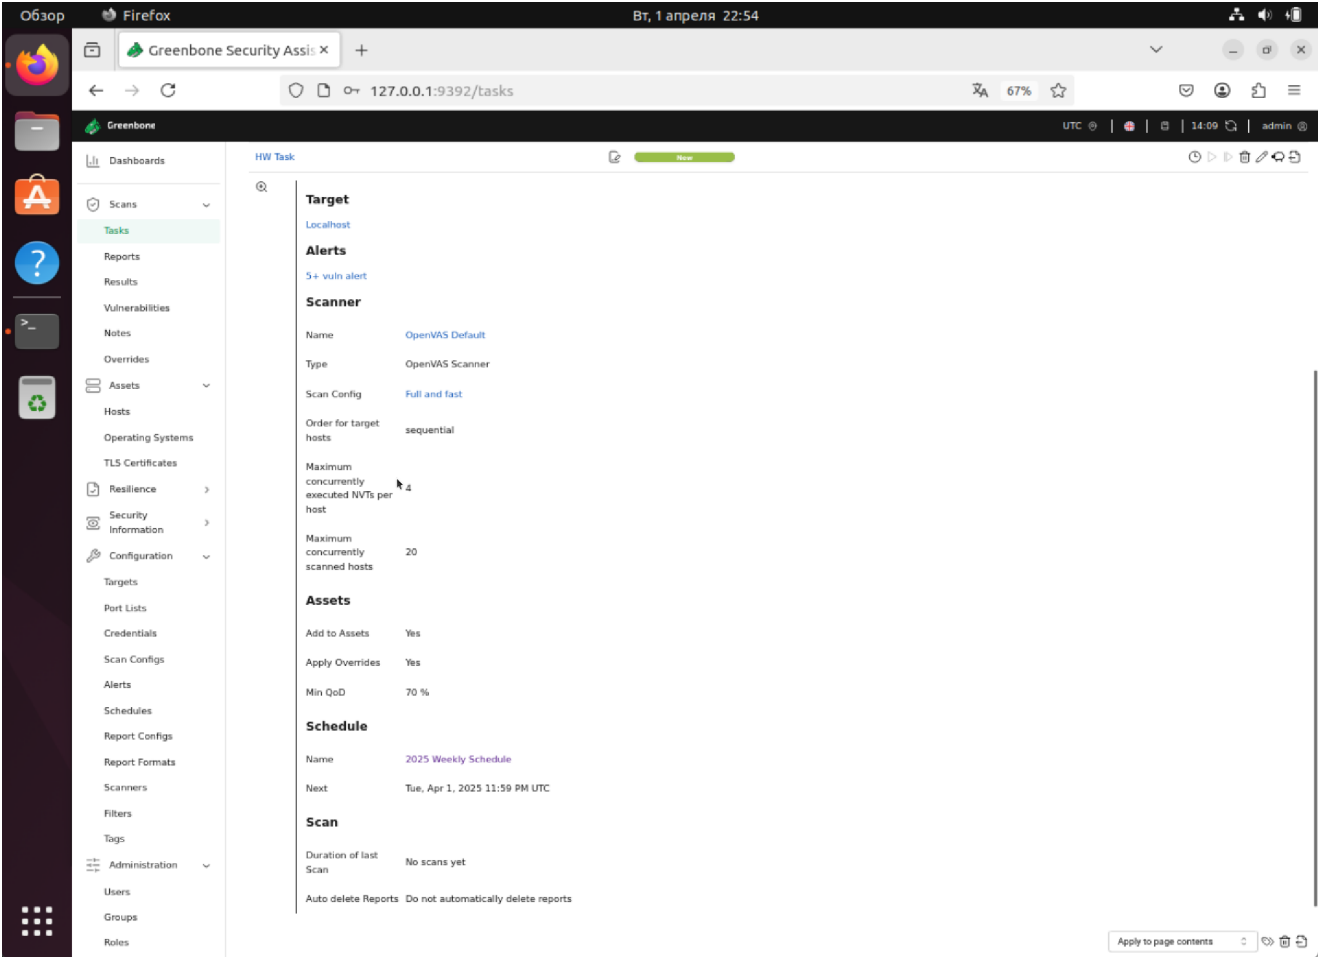 Обзор
Firefox
Вт, 1 апреля 22:54
Greenbone Security Assis
127.0.0.1:9392/tasks
67%
Greenbone
UTC
14:09
admin
Dashboards
Scans
Tasks
Reports
Results
Vulnerabilities
Notes
Overrides
Assets
Hosts
Operating Systems
TLS Certificates
Resilience
Security
Information
Configuration
Targets
Port Lists
Credentials
Scan Configs
Alerts
Schedules
Report Configs
Report Formats
Scanners
Filters
Tags
Administration
Users
Groups
Roles
HW Task
New
Target
Localhost
Alerts
5+ vuln alert
Scanner
Name OpenVAS Default
Type OpenVAS Scanner
Scan Config Full and fast
Order for target
hosts
sequential
Maximum
concurrently
executed NVTs per
host
4
Maximum
concurrently
scanned hosts
20
Assets
Add to Assets Yes
Apply Overrides Yes
Min QoD 70 %
Schedule
Name 2025 Weekly Schedule
Next Tue, Apr 1, 2025 11:59 PM UTC
Scan
Duration of last
Scan
No scans yet
Auto delete Reports Do not automatically delete reports
Apply to page contents